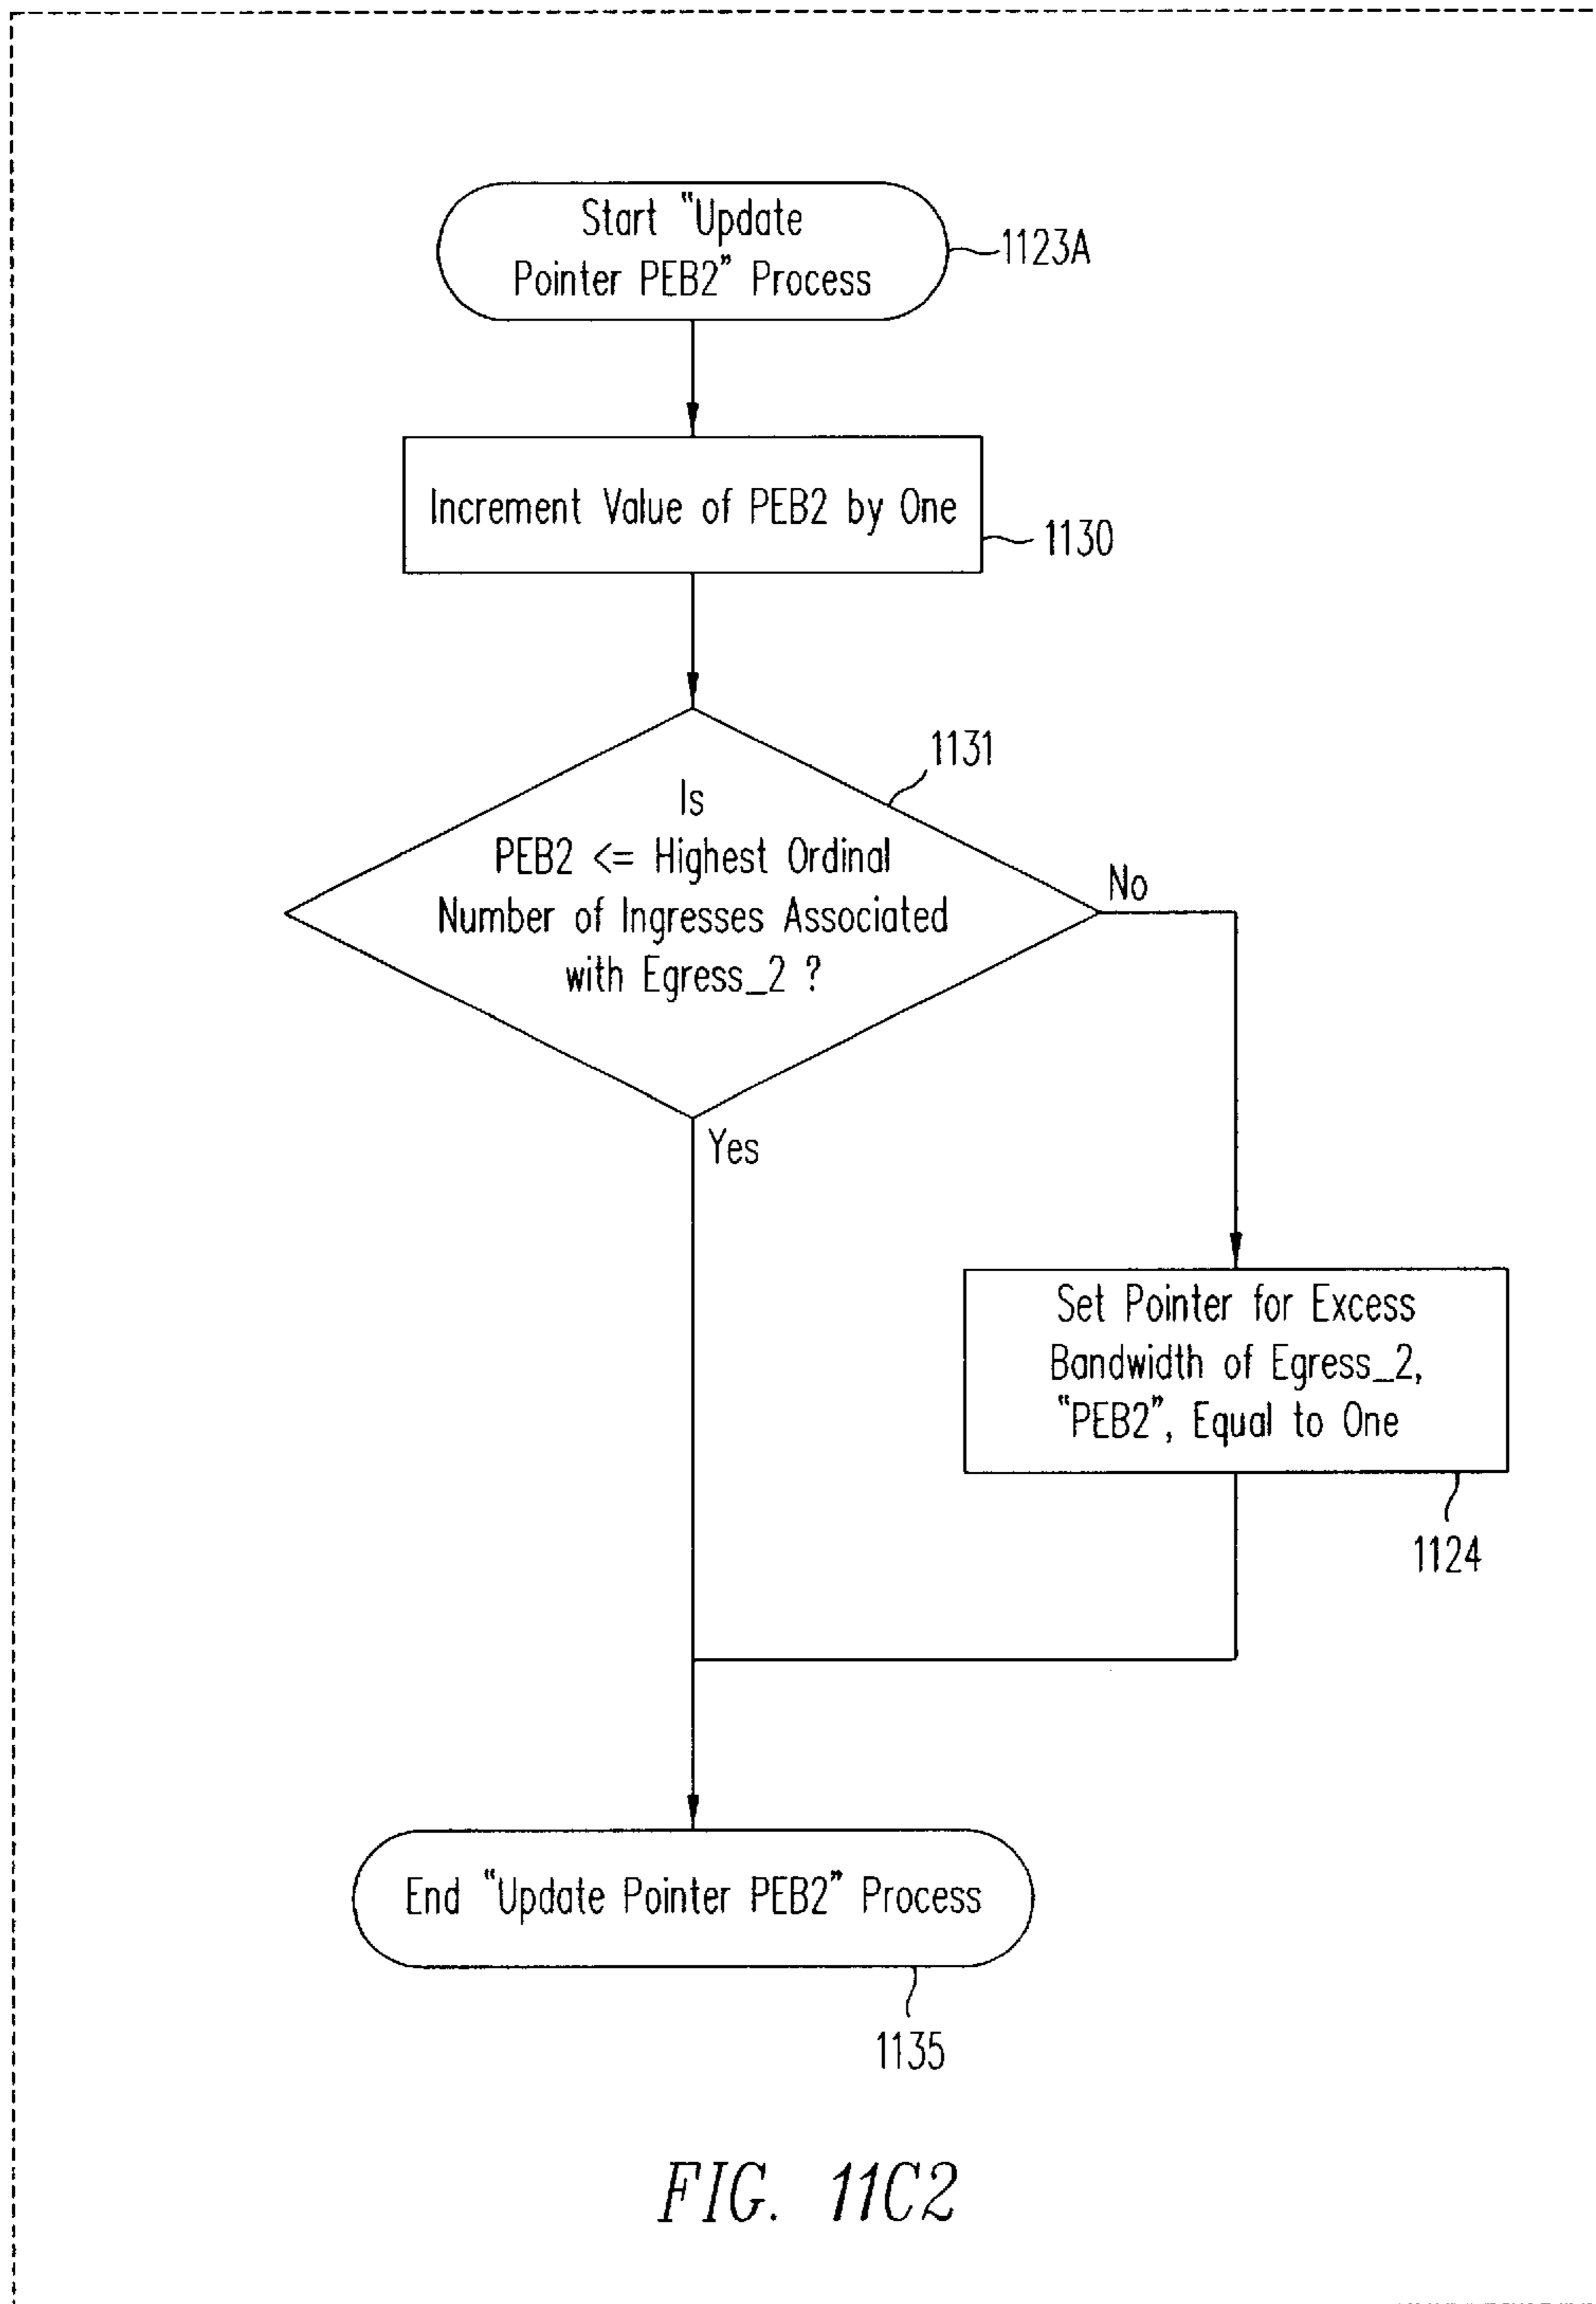 Start "Update
Pointer PEB2" Process
1123A
Increment Value of PEB2 by One
1130
1131
Is
PEB2 <= Highest Ordinal
Number of Ingresses Associated
with Egress_2 ?
No
Yes
Set Pointer for Excess
Bandwidth of Egress_2,
"PEB2", Equal to One
1124
End "Update Pointer PEB2" Process
1135
FIG. 11C2